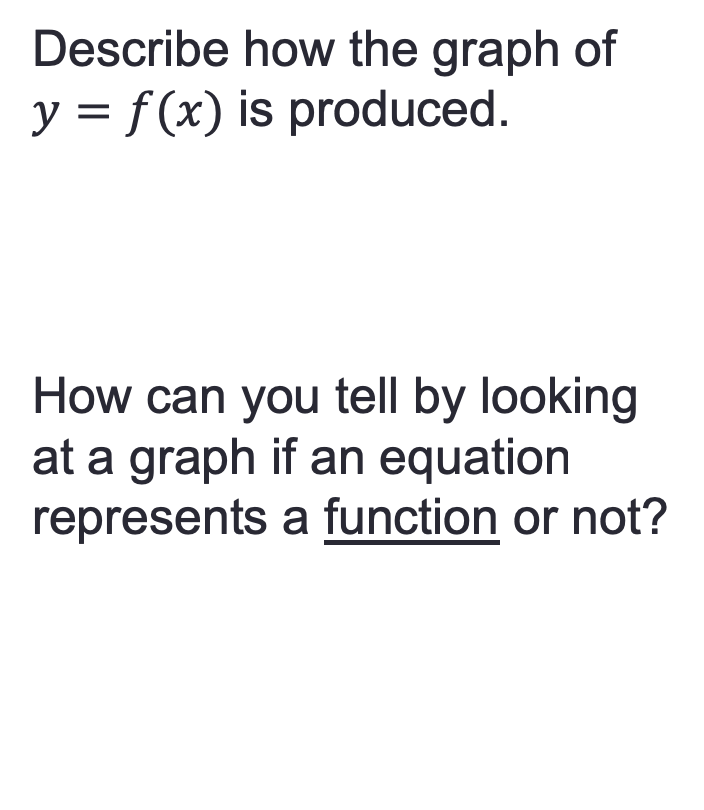 Describe how the graph of
y = f(x) is produced.
How can you tell by looking
at a graph if an equation
represents a function or not?